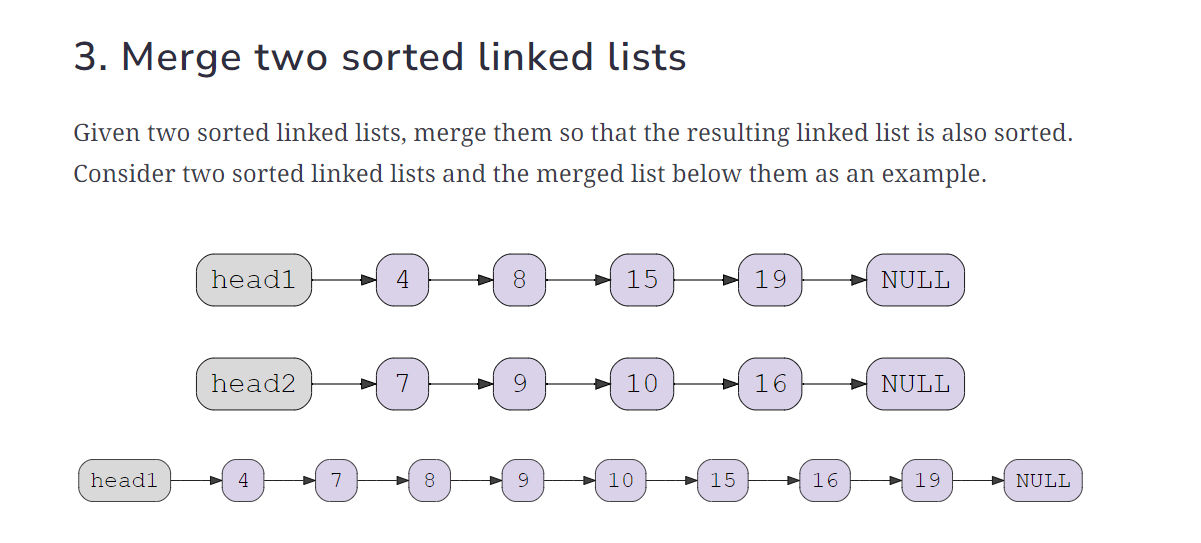 3. Merge two sorted linked lists
Given two sorted linked lists, merge them so that the resulting linked list is also sorted.
Consider two sorted linked lists and the merged list below them as an example.
head1 4 8 15 19 NULL
head2 7 9 10 16 NULL
head1 4 7 8 9 10 15 16 19 NULL